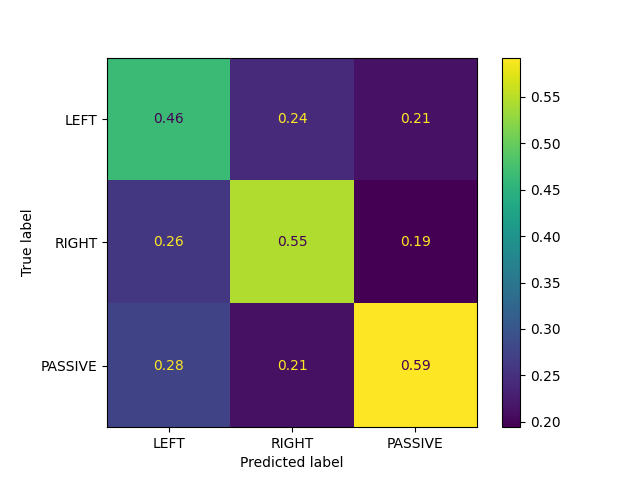 LEFT 0.46 0.24 0.21
RIGHT 0.26 0.55 0.19
PASSIVE 0.28 0.21 0.59
LEFT RIGHT PASSIVE
Predicted label
True label
0.55
0.50
0.45
0.40
0.35
0.30
0.25
0.20